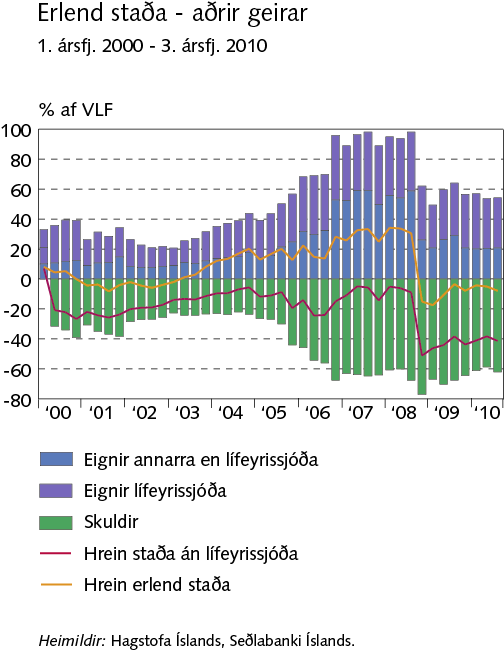 Erlend staða - aðrir geirar
1. ársfj. 2000 - 3. ársfj. 2010
% af VLF
100
80
60
40
20
0
-20
-40
-60
-80
‘00 ‘01 ‘02 ‘03 ‘04 ‘05 ‘06 ‘07 ‘08 ‘09 ‘10
Eignir annarra en lífeyrissjóða
Eignir lífeyrissjóða
Skuldir
Hrein staða án lífeyrissjóða
Hrein erlend staða
Heimildir: Hagstofa Íslands, Seðlabanki Íslands.